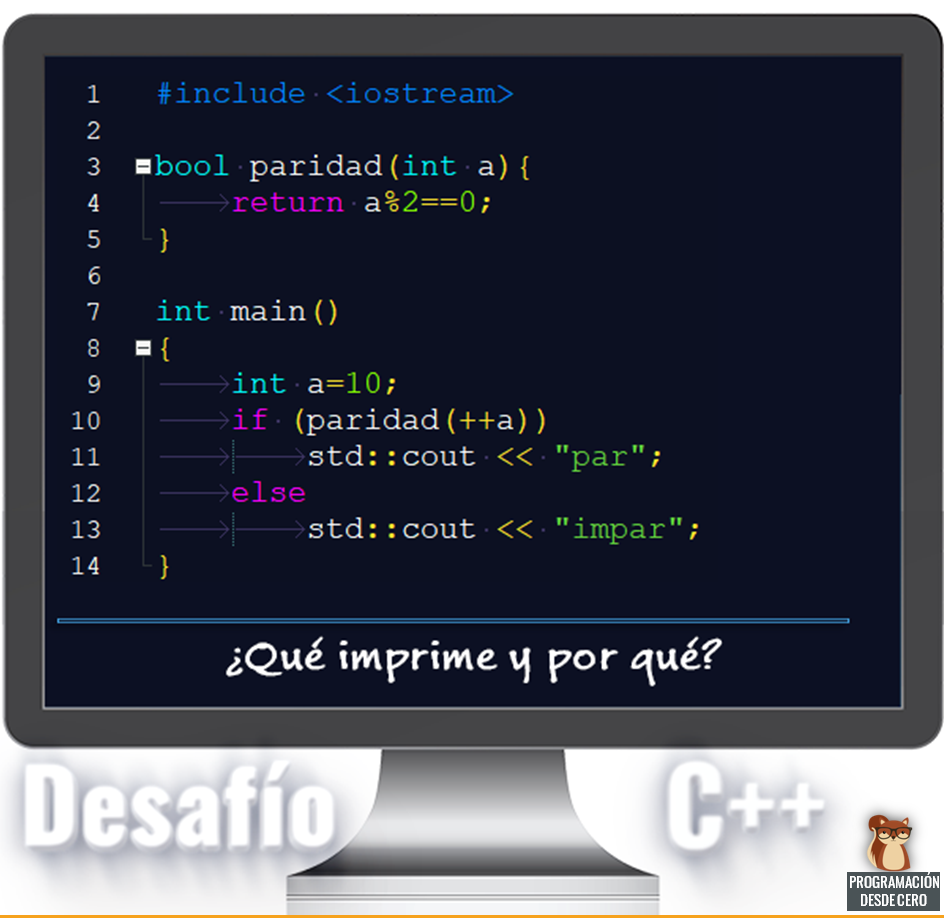 1 #include <iostream>
2
3 bool paridad(int a){
4 return a%2==0;
5 }
6
7 int main()
8 {
9 int a=10;
10 if (paridad(++a))
11 std::cout << "par";
12 else
13 std::cout << "impar";
14 }
¿Qué imprime y por qué?
Desafío C++
PROGRAMACIÓN
DESDE CERO